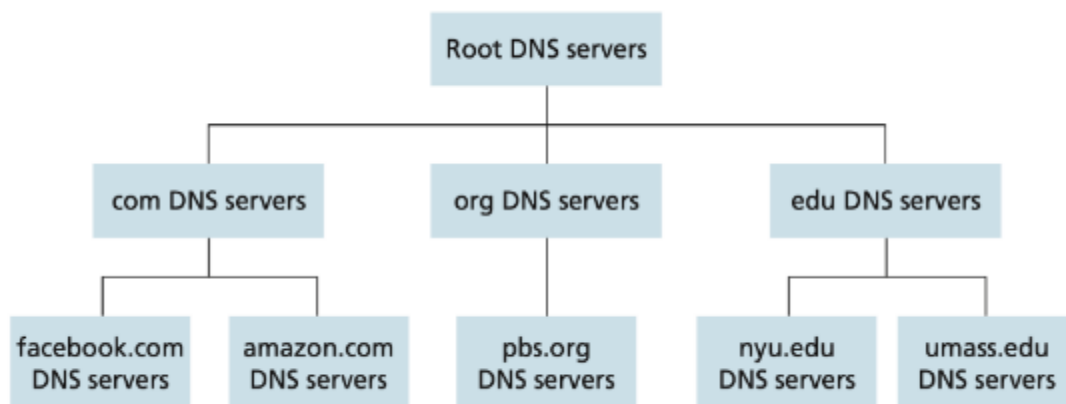 Root DNS servers
com DNS servers
org DNS servers
edu DNS servers
facebook.com
DNS servers
amazon.com
DNS servers
pbs.org
DNS servers
nyu.edu
DNS servers
umass.edu
DNS servers